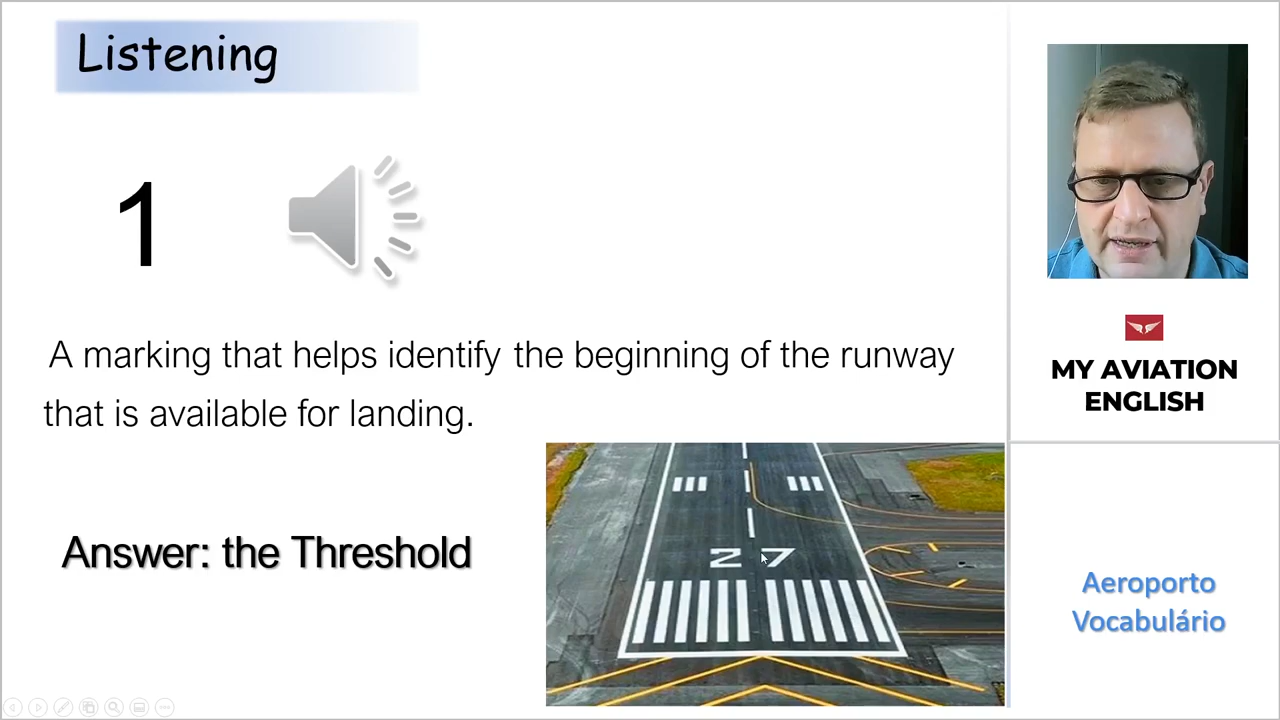 Listening
1
A marking that helps identify the beginning of the runway
that is available for landing.
Answer: the Threshold
27
MY AVIATION
ENGLISH
Aeroporto
Vocabulário